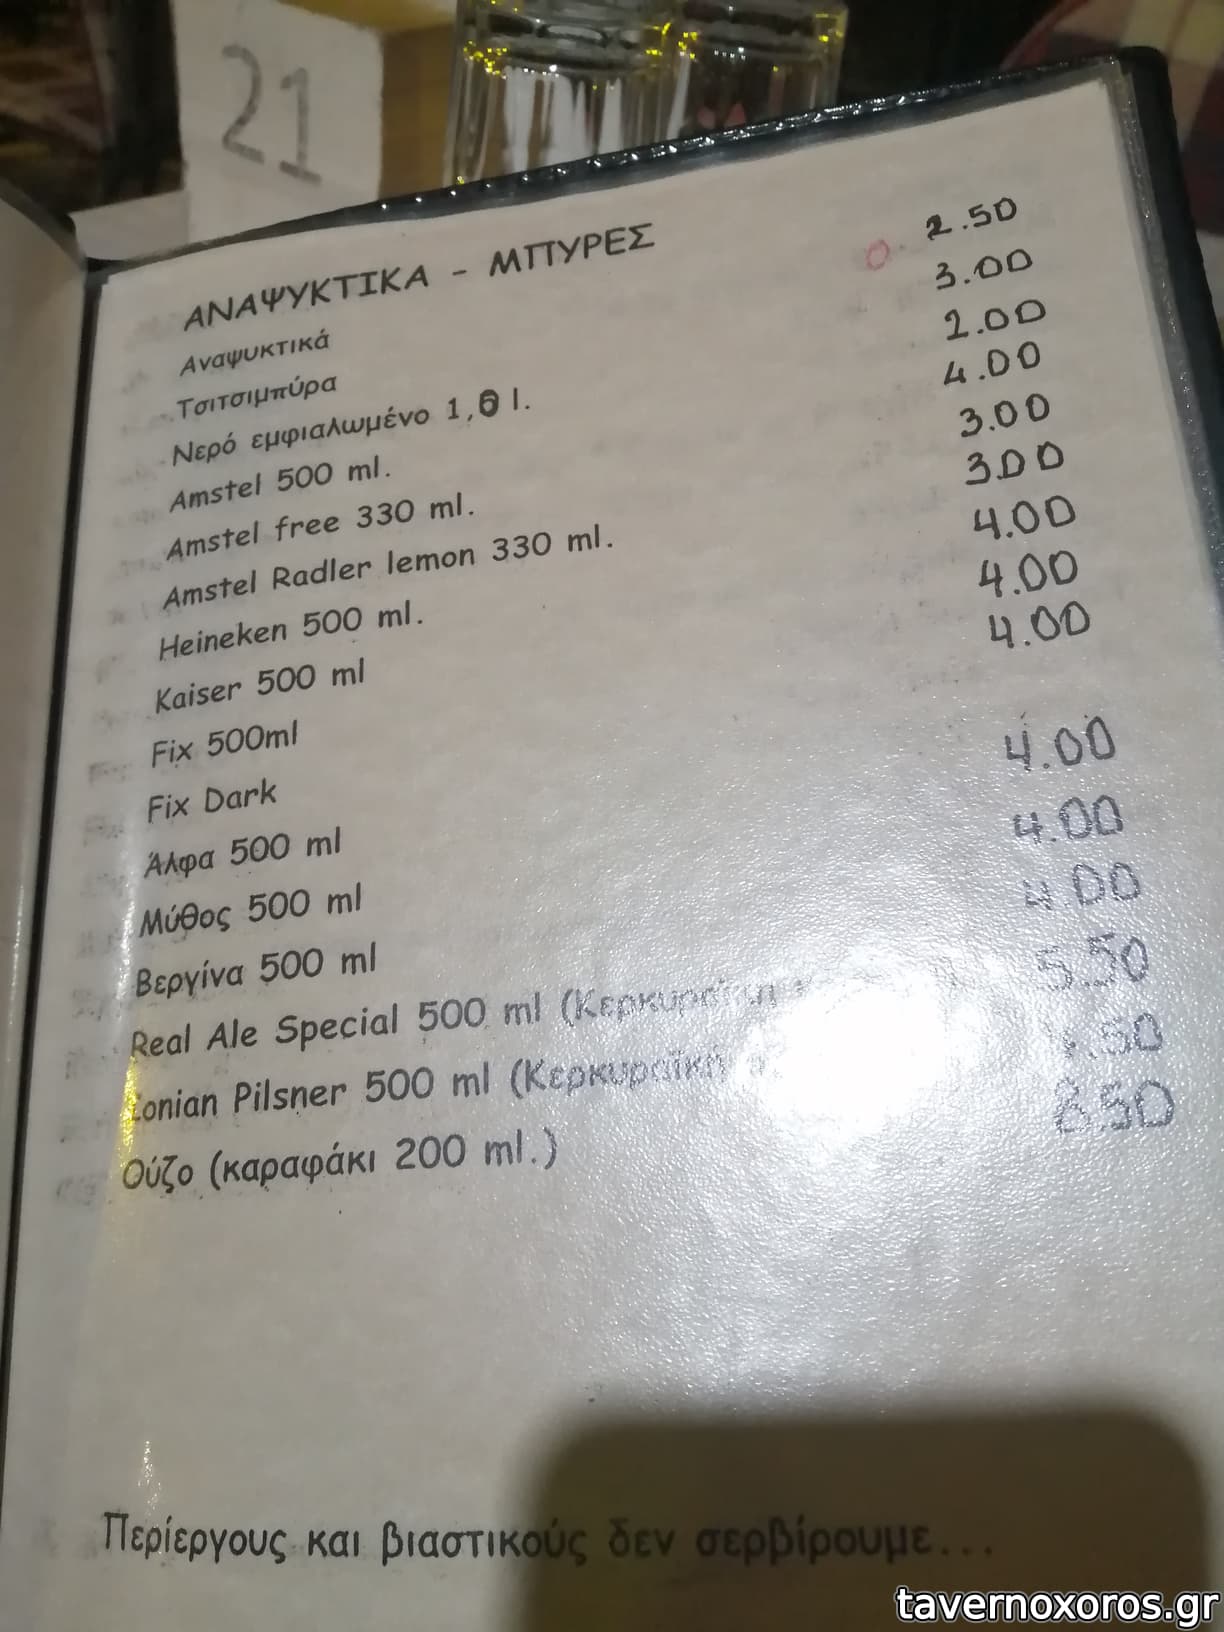 21
ΑΝΑΨΥΚΤΙΚΑ - ΜΠΥΡΕΣ
Αναψυκτικά 2.50
Τσιτσιμπύρα 3.00
Νερό εμφιαλωμένο 1,5 l. 2.00
Amstel 500 ml. 4.00
Amstel free 330 ml. 3.00
Amstel Radler lemon 330 ml. 3.00
Heineken 500 ml. 4.00
Kaiser 500 ml 4.00
Fix 500ml 4.00
Fix Dark
Άλφα 500 ml 4.00
Μύθος 500 ml 4.00
Βεργίνα 500 ml 4.00
Real Ale Special 500 ml (Κερκυραϊκή 5.50
Ionian Pilsner 500 ml (Κερκυραϊκή
Ούζο (καραφάκι 200 ml.) 8.50
Περίεργους και βιαστικούς δεν σερβίρουμε...
tavernoxoros.gr